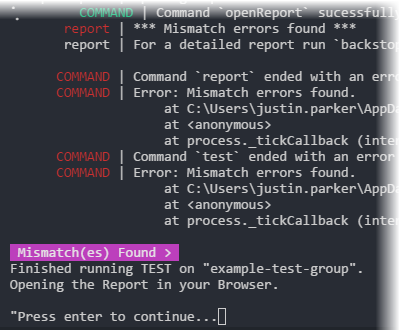 COMMAND | Command `openReport` sucessfully
report | *** Mismatch errors found ***
report | For a detailed report run `backstop
COMMAND | Command `report` ended with an erro
COMMAND | Error: Mismatch errors found.
at C:\Users\justin.parker\AppDa
at <anonymous>
at process._tickCallback (inte
COMMAND | Command `test` ended with an error
COMMAND | Error: Mismatch errors found.
at C:\Users\justin.parker\AppDa
at <anonymous>
at process._tickCallback (inte
Mismatch(es) Found >
Finished running TEST on "example-test-group".
Opening the Report in your Browser.
"Press enter to continue...